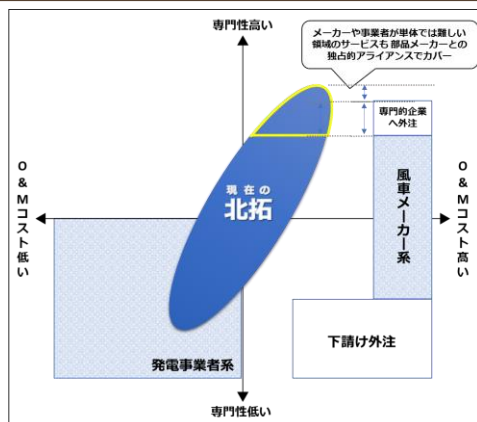 専門性高い
メーカーや事業者が単体では難しい
領域のサービスも 部品メーカーとの
独占的アライアンスでカバー
専門的企業
へ外注
O&Mコスト低い
現在の
北拓
風車メーカー系
O&Mコスト高い
下請け外注
発電事業者系
専門性低い